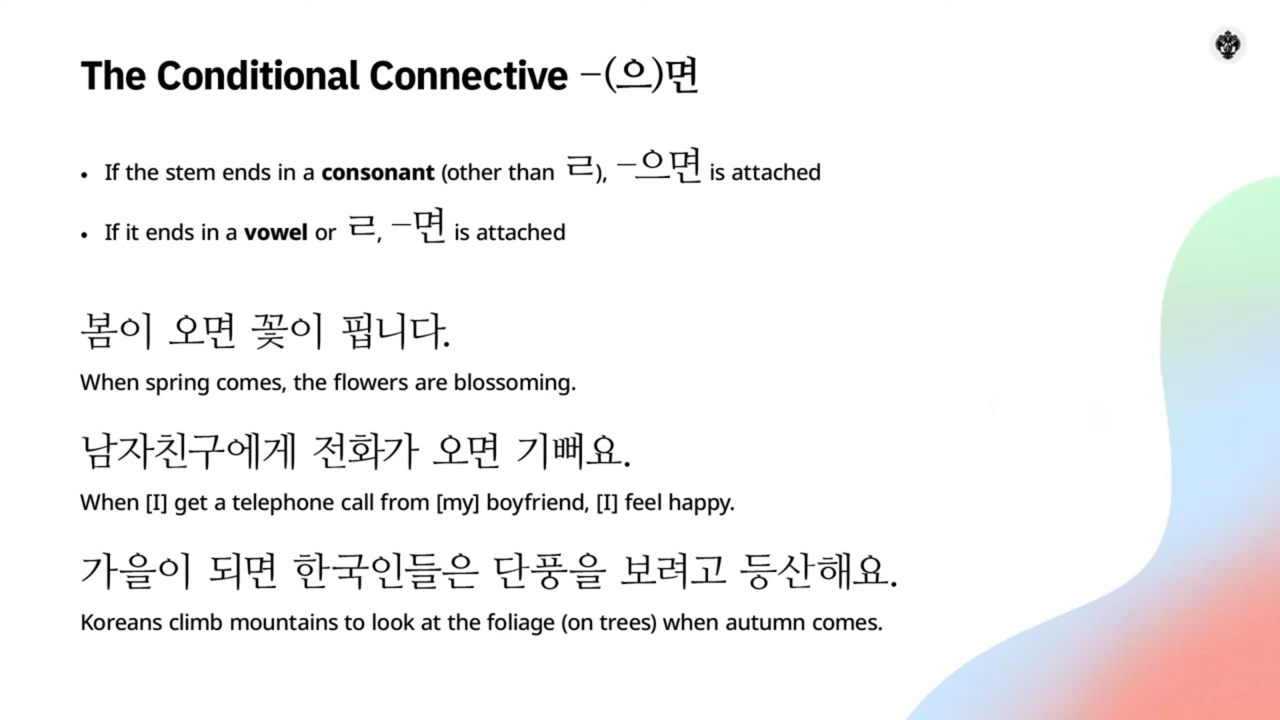 The Conditional Connective –(으)면
• If the stem ends in a consonant (other than ㄹ), –으면 is attached
• If it ends in a vowel or ㄹ, –면 is attached
봄이 오면 꽃이 핍니다.
When spring comes, the flowers are blossoming.
남자친구에게 전화가 오면 기뻐요.
When [I] get a telephone call from [my] boyfriend, [I] feel happy.
가을이 되면 한국인들은 단풍을 보려고 등산해요.
Koreans climb mountains to look at the foliage (on trees) when autumn comes.